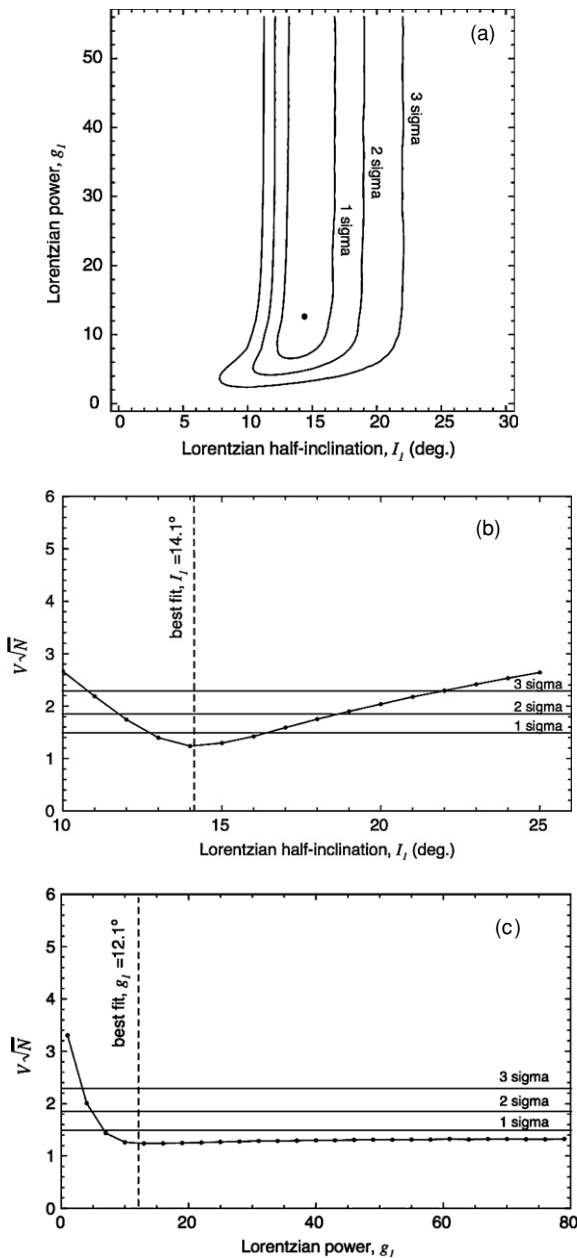 (a)
50
40
30
20
10
0
Lorentzian power, g₁
3 sigma
2 sigma
1 sigma
0 5 10 15 20 25 30
Lorentzian half-inclination, I₁ (deg.)
(b)
6
5
4
3
2
1
0
V√N
best fit, I₁ =14.1º
3 sigma
2 sigma
1 sigma
10 15 20 25
Lorentzian half-inclination, I₁ (deg.)
(c)
6
5
4
3
2
1
0
V√N
best fit, g₁ =12.1º
3 sigma
2 sigma
1 sigma
0 20 40 60 80
Lorentzian power, g₁